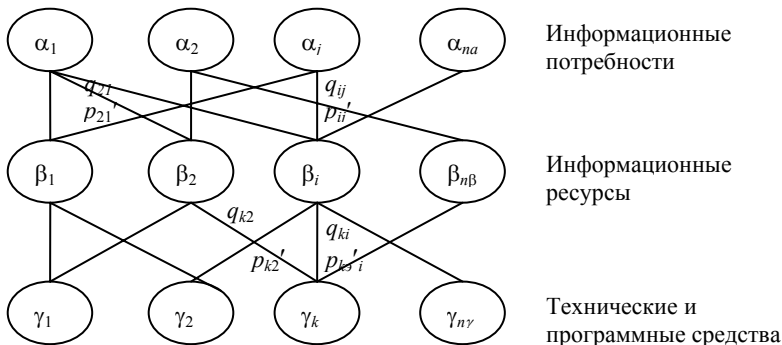 α₁ α₂ αⱼ αₙₐ Информационные
потребности
q₂₁ qᵢⱼ
p₂₁' pᵢᵢ'
β₁ β₂ βᵢ βₙᵦ Информационные
ресурсы
qₖ₂ qₖᵢ
pₖ₂'
γ₁ γ₂ γₖ γₙᵧ Технические и
программные средства